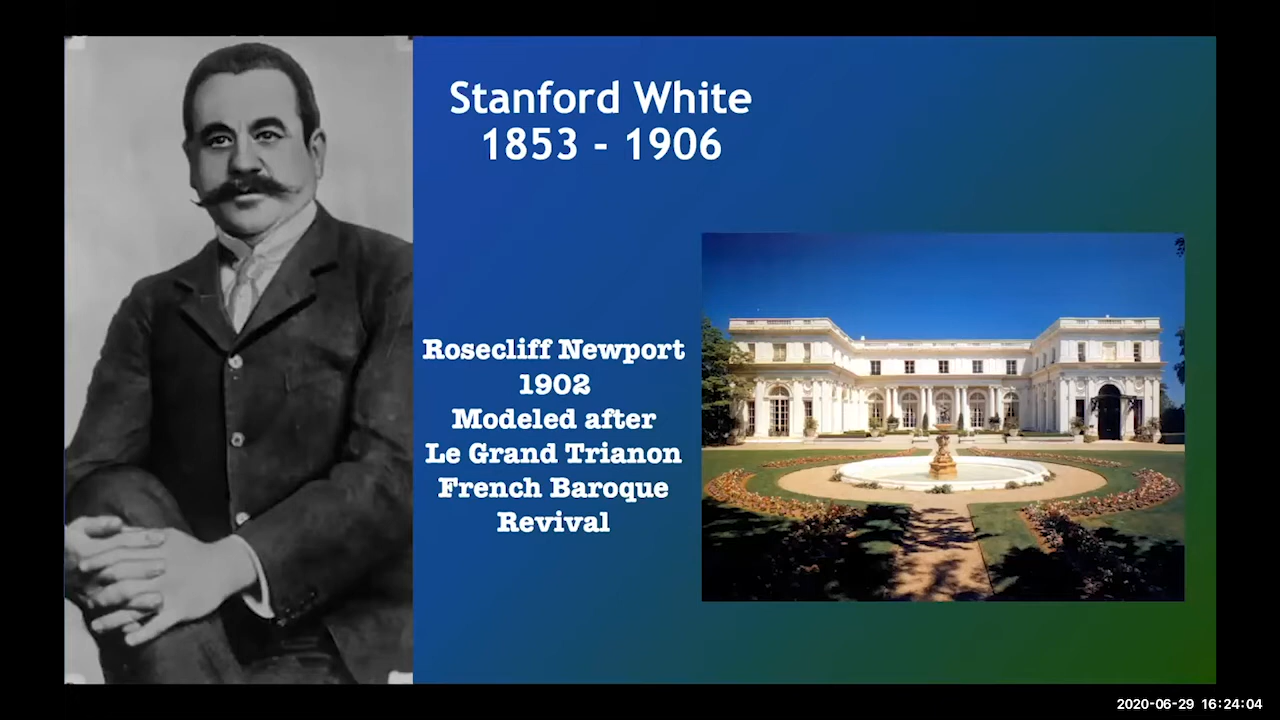 Stanford White
1853 - 1906
Rosecliff Newport
1902
Modeled after
Le Grand Trianon
French Baroque
Revival
2020-06-29 16:24:04